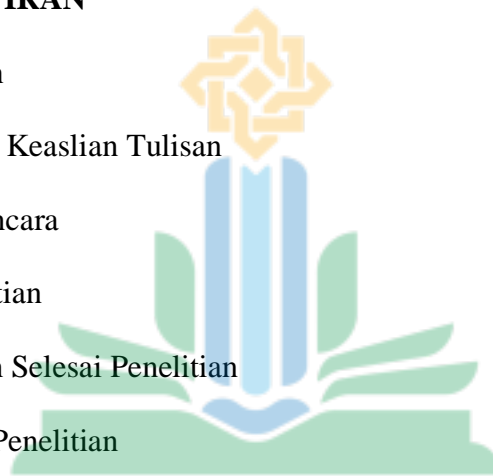 IRAN
n
Keaslian Tulisan
ncara
tian
n Selesai Penelitian
Penelitian